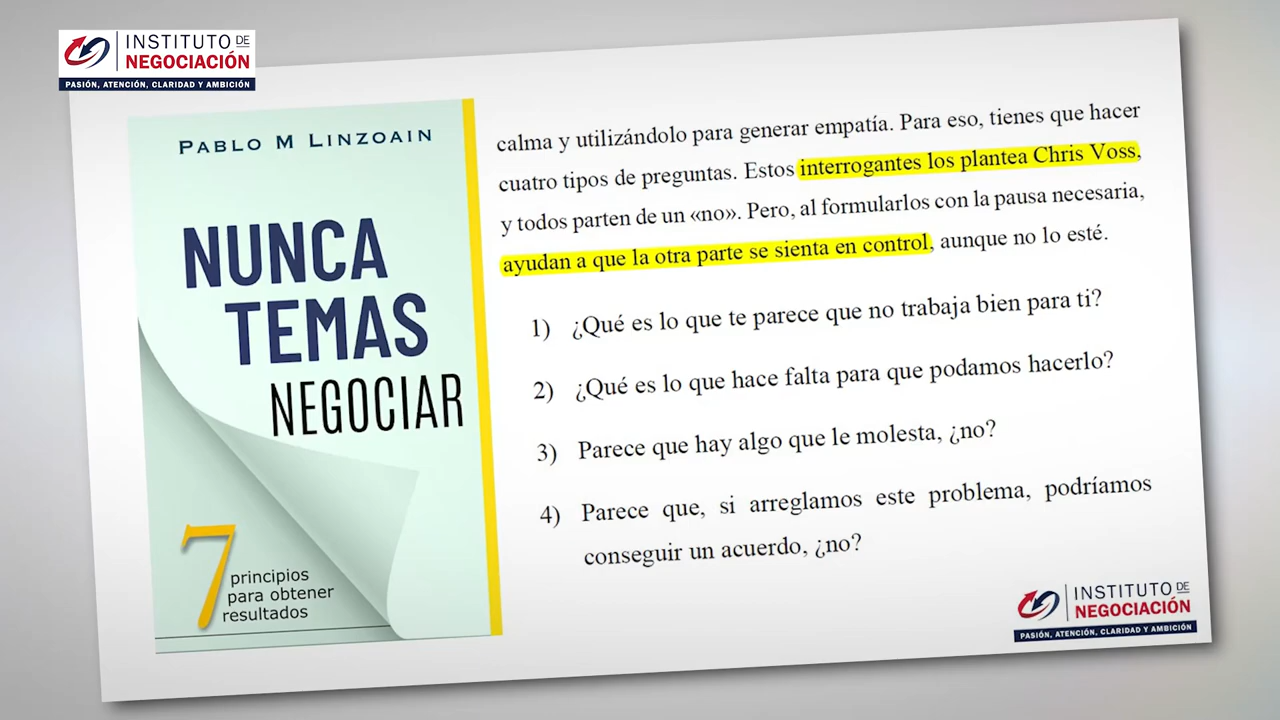 INSTITUTO DE
NEGOCIACIÓN
PASIÓN, ATENCIÓN, CLARIDAD Y AMBICIÓN
PABLO M LINZOAIN
NUNCA
TEMAS
NEGOCIAR
7 principios
para obtener
resultados
calma y utilizándolo para generar empatía. Para eso, tienes que hacer
cuatro tipos de preguntas. Estos interrogantes los plantea Chris Voss,
y todos parten de un «no». Pero, al formularlos con la pausa necesaria,
ayudan a que la otra parte se sienta en control, aunque no lo esté.
1) ¿Qué es lo que te parece que no trabaja bien para ti?
2) ¿Qué es lo que hace falta para que podamos hacerlo?
3) Parece que hay algo que le molesta, ¿no?
4) Parece que, si arreglamos este problema, podríamos
conseguir un acuerdo, ¿no?
INSTITUTO DE
NEGOCIACIÓN
PASIÓN, ATENCIÓN, CLARIDAD Y AMBICIÓN